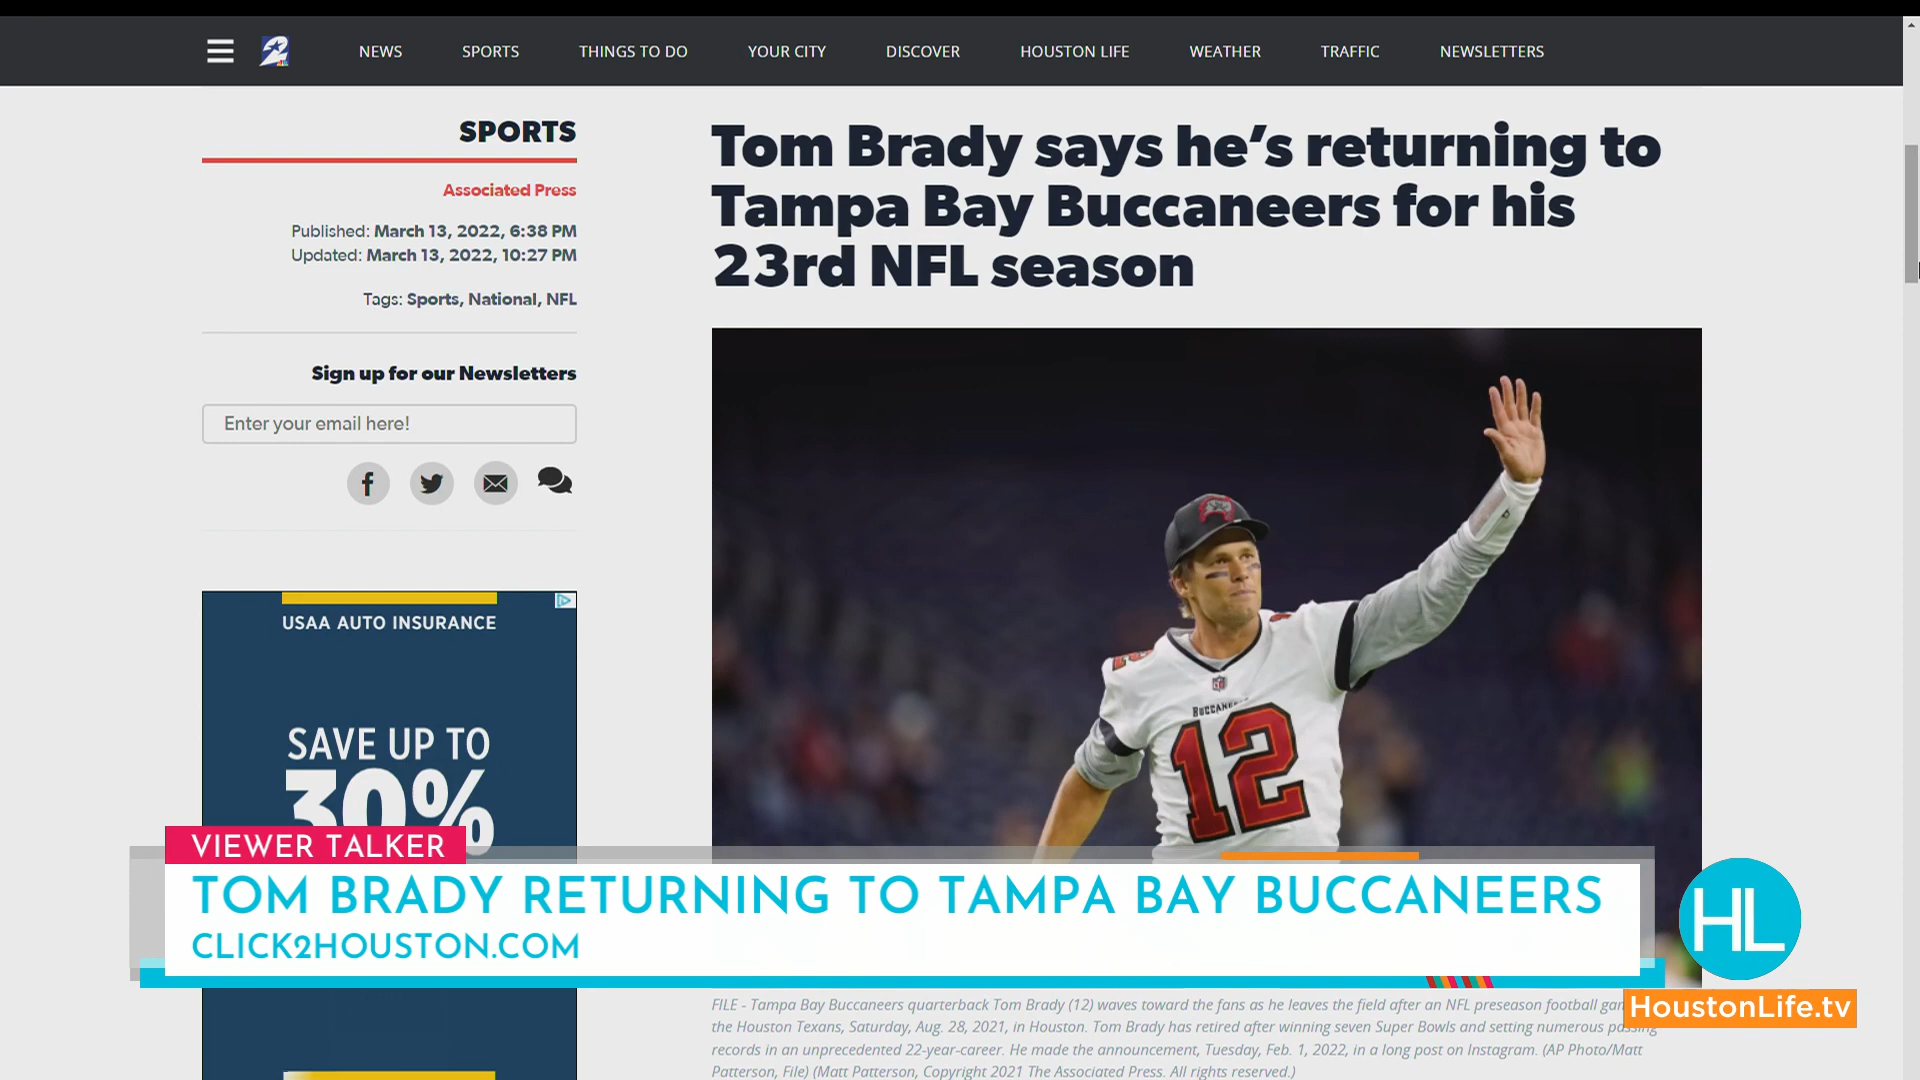 NEWS
SPORTS
THINGS TO DO
YOUR CITY
DISCOVER
HOUSTON LIFE
WEATHER
TRAFFIC
NEWSLETTERS
SPORTS
Associated Press
Published: March 13, 2022, 6:38 PM
Updated: March 13, 2022, 10:27 PM
Tags: Sports, National, NFL
Sign up for our Newsletters
Enter your email here!
USAA AUTO INSURANCE
SAVE UP TO
30%
Tom Brady says he's returning to
Tampa Bay Buccaneers for his
23rd NFL season
12
VIEWER TALKER
TOM BRADY RETURNING TO TAMPA BAY BUCCANEERS
CLICK2HOUSTON.COM
HL
HoustonLife.tv
FILE - Tampa Bay Buccaneers quarterback Tom Brady (12) waves toward the fans as he leaves the field after an NFL preseason football
the Houston Texans, Saturday, Aug. 28, 2021, in Houston. Tom Brady has retired after winning seven Super Bowls and setting numerous passing
records in an unprecedented 22-year-career. He made the announcement, Tuesday, Feb. 1, 2022, in a long post on Instagram. (AP Photo/Matt
Patterson, File) (Matt Patterson, Copyright 2021 The Associated Press. All rights reserved.)